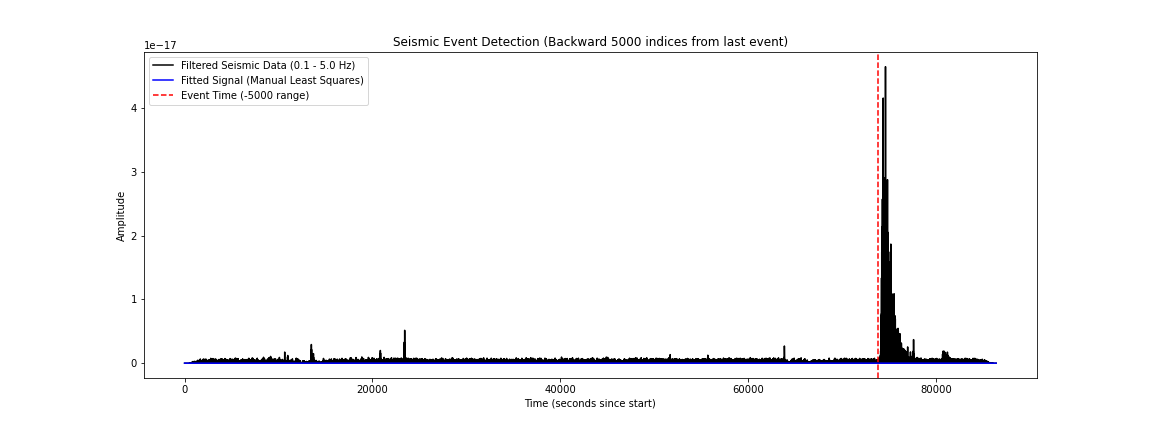 Seismic Event Detection (Backward 5000 indices from last event)
1e−17
Filtered Seismic Data (0.1 - 5.0 Hz)
Fitted Signal (Manual Least Squares)
Event Time (-5000 range)
4
3
2
1
0
Amplitude
0 20000 40000 60000 80000
Time (seconds since start)